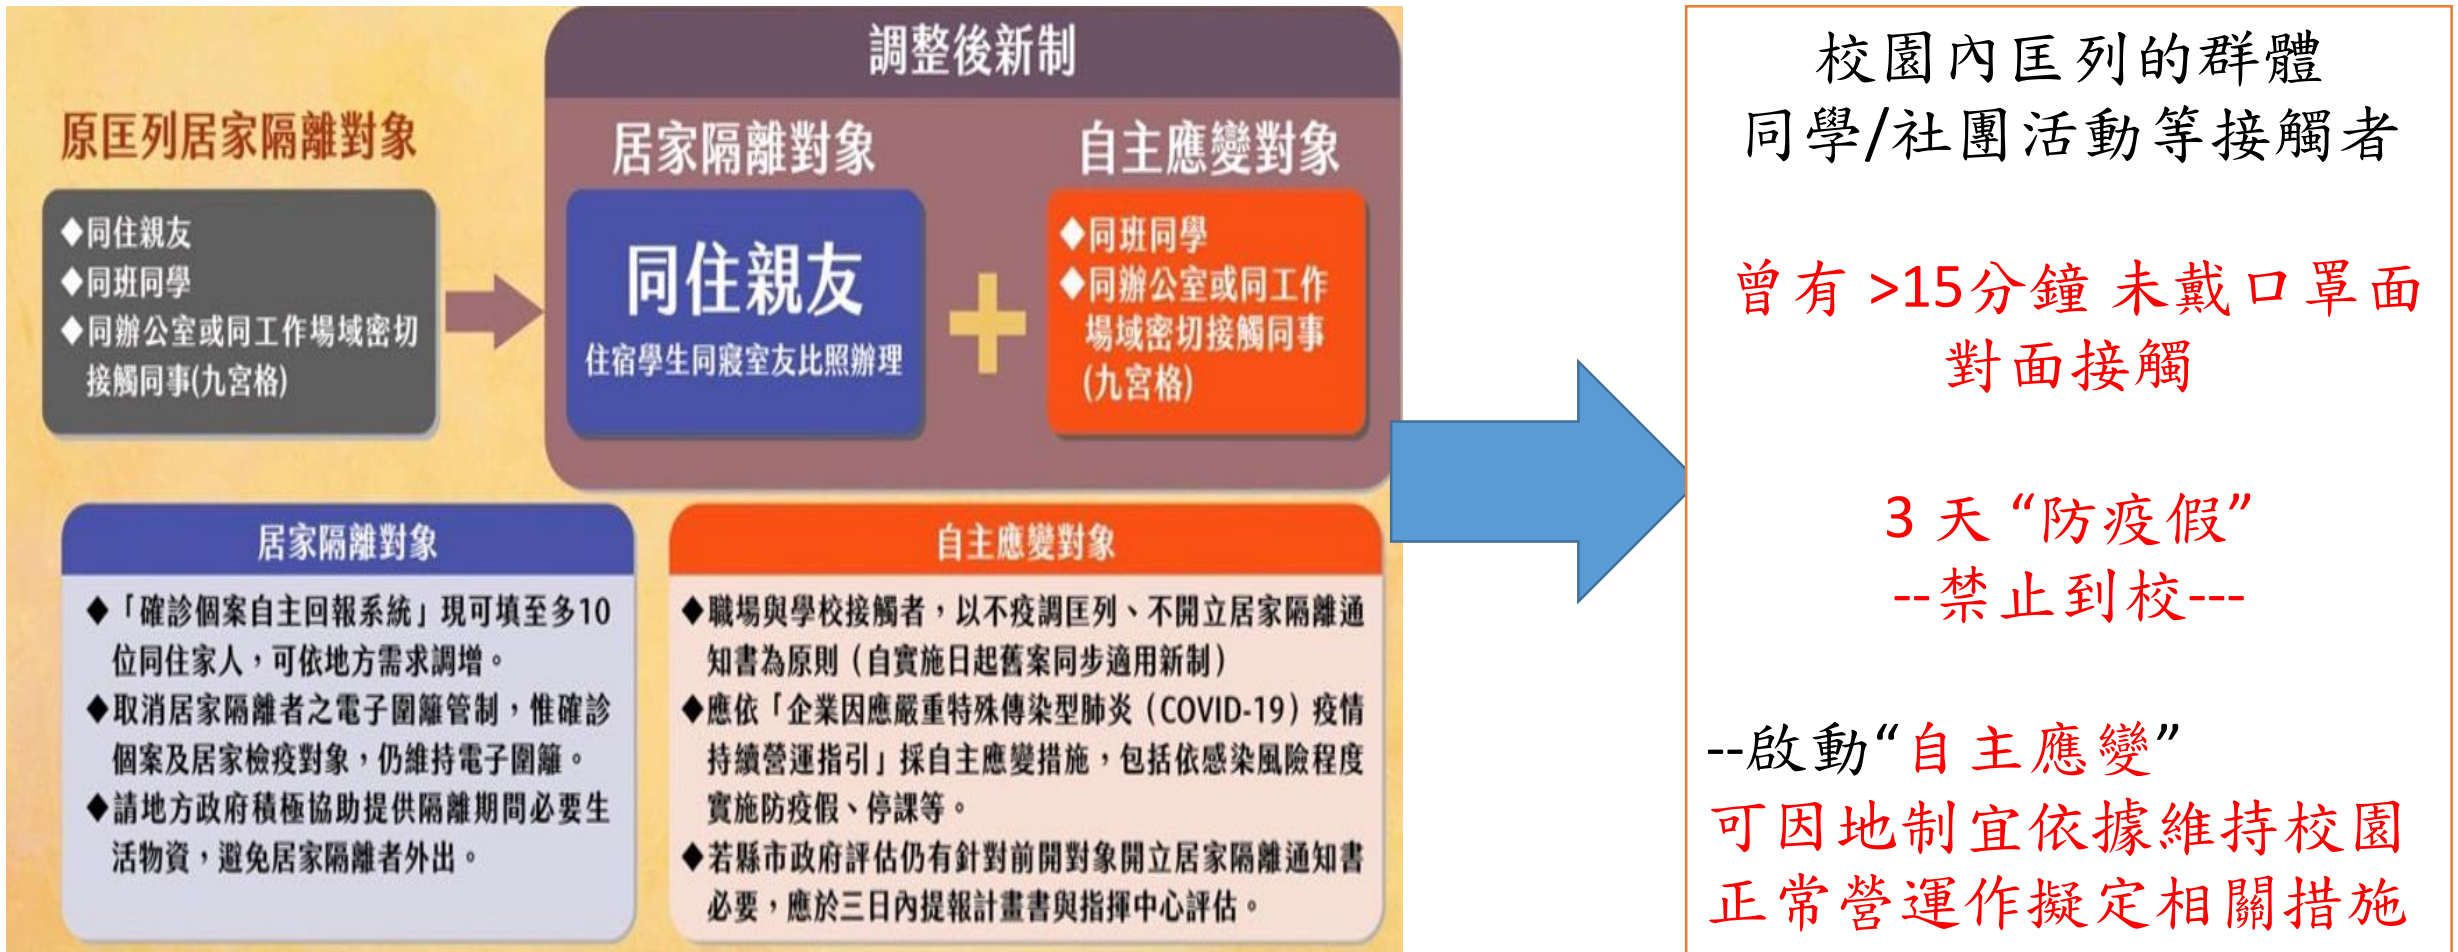 調整後新制
原匡列居家隔離對象
◆同住親友
◆同班同學
◆同辦公室或同工作場域密切
接觸同事(九宮格)
居家隔離對象
同住親友
住宿學生同寢室友比照辦理
自主應變對象
◆同班同學
◆同辦公室或同工作
場域密切接觸同事
(九宮格)
居家隔離對象
◆「確診個案自主回報系統」現可填至多10
位同住家人，可依地方需求調增。
◆取消居家隔離者之電子圍籬管制，惟確診
個案及居家檢疫對象，仍維持電子圍籬。
◆請地方政府積極協助提供隔離期間必要生
活物資，避免居家隔離者外出。
自主應變對象
◆職場與學校接觸者，以不疫調匡列、不開立居家隔離通
知書為原則（自實施日起舊案同步適用新制）
◆應依「企業因應嚴重特殊傳染型肺炎（COVID-19）疫情
持續營運指引」採自主應變措施，包括依感染風險程度
實施防疫假、停課等。
◆若縣市政府評估仍有針對前開對象開立居家隔離通知書
必要，應於三日內提報計畫書與指揮中心評估。
校園內匡列的群體
同學/社團活動等接觸者
曾有 >15分鐘 未戴口罩面
對面接觸
3 天 “防疫假”
--禁止到校---
--啟動“自主應變”
可因地制宜依據維持校園
正常營運作擬定相關措施